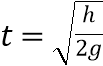 t = √(h/2g)